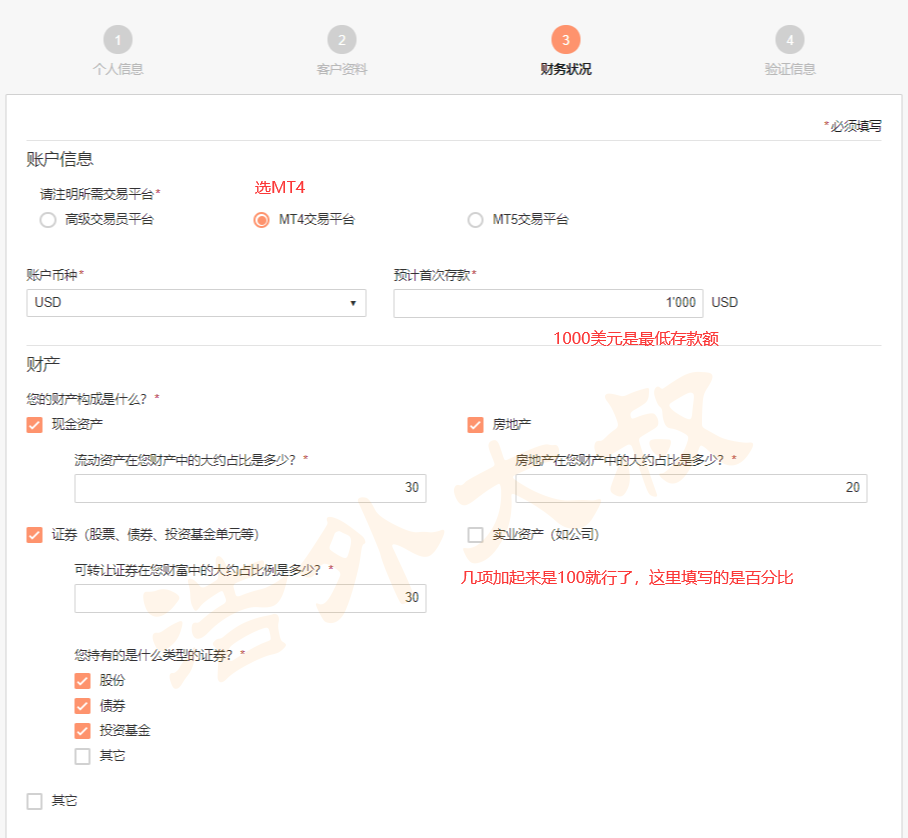 1 2 3 4
个人信息 客户资料 财务状况 验证信息
*必须填写
账户信息
请注明所需交易平台* 选MT4
高级交易员平台 MT4交易平台 MT5交易平台
账户币种* 预计首次存款*
USD 1'000 USD
1000美元是最低存款额
财产
您的财产构成是什么? *
现金资产 房地产
流动资产在您财产中的大约占比是多少? * 房地产在您财产中的大约占比是多少? *
30 20
证券（股票、债券、投资基金单元等） 实业资产（如公司）
可转让证券在您财富中的大约占比例是多少? * 几项加起来是100就行了，这里填写的是百分比
30
您持有的是什么类型的证券? *
股份
债券
投资基金
其它
其它
浩外大叔